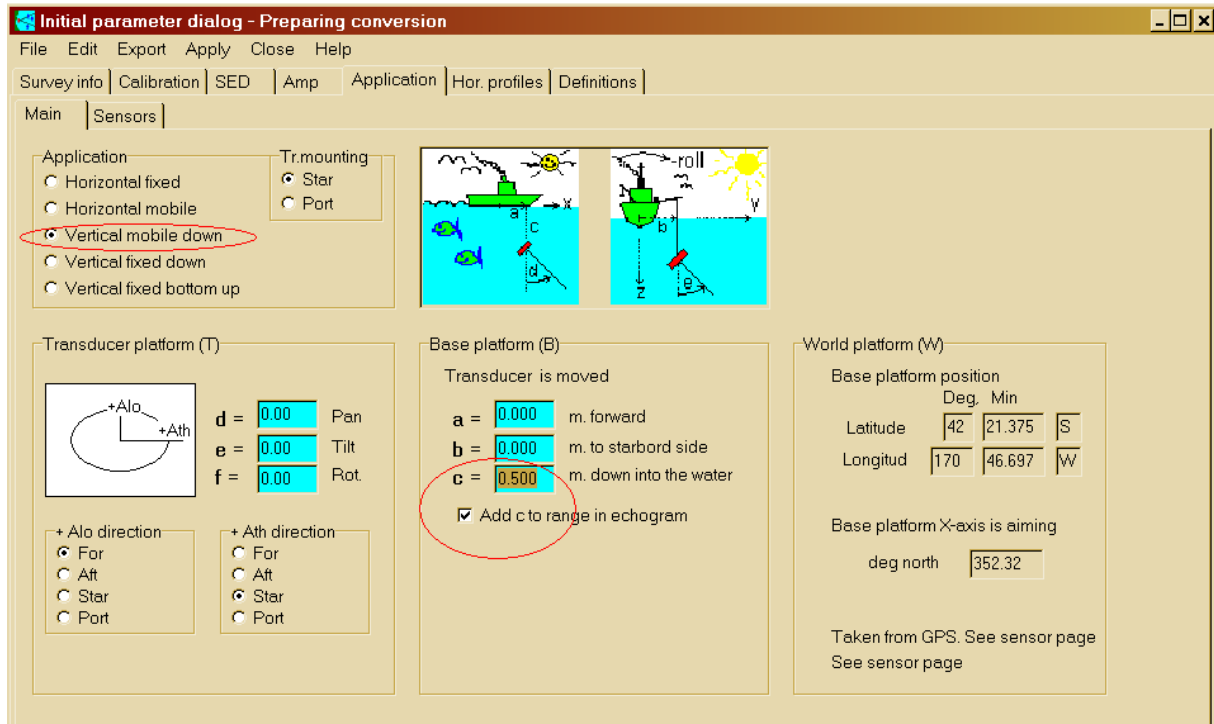 Initial parameter dialog - Preparing conversion
File Edit Export Apply Close Help
Survey info Calibration SED Amp Application Hor. profiles Definitions
Main Sensors
Application
Horizontal fixed
Horizontal mobile
Vertical mobile down
Vertical fixed down
Vertical fixed bottom up
Tr.mounting
Star
Port
a
X
c
d
roll
b
Y
z
e
Transducer platform (T)
+Alo
+Ath
d = 0.00 Pan
e = 0.00 Tilt
f = 0.00 Rot.
+ Alo direction
For
Aft
Star
Port
+ Ath direction
For
Aft
Star
Port
Base platform (B)
Transducer is moved
a = 0.000 m. forward
b = 0.000 m. to starbord side
c = 0.500 m. down into the water
Add c to range in echogram
World platform (W)
Base platform position
Deg, Min
Latitude 42 21.375 S
Longitud 170 46.697 W
Base platform X-axis is aiming
deg north 352.32
Taken from GPS. See sensor page
See sensor page